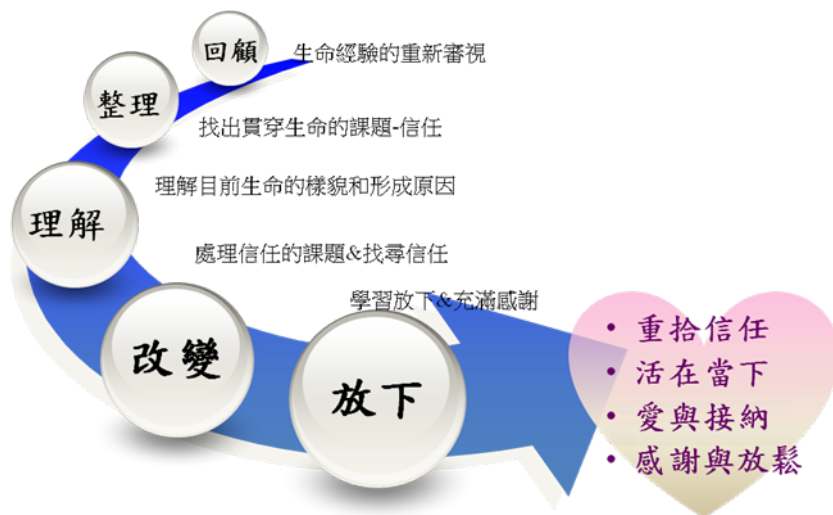 回顧
生命經驗的重新審視
整理
找出貫穿生命的課題-信任
理解
理解目前生命的樣貌和形成原因
處理信任的課題&找尋信任
改變
學習放下&充滿感謝
放下
• 重拾信任
• 活在當下
• 愛與接納
• 感謝與放鬆